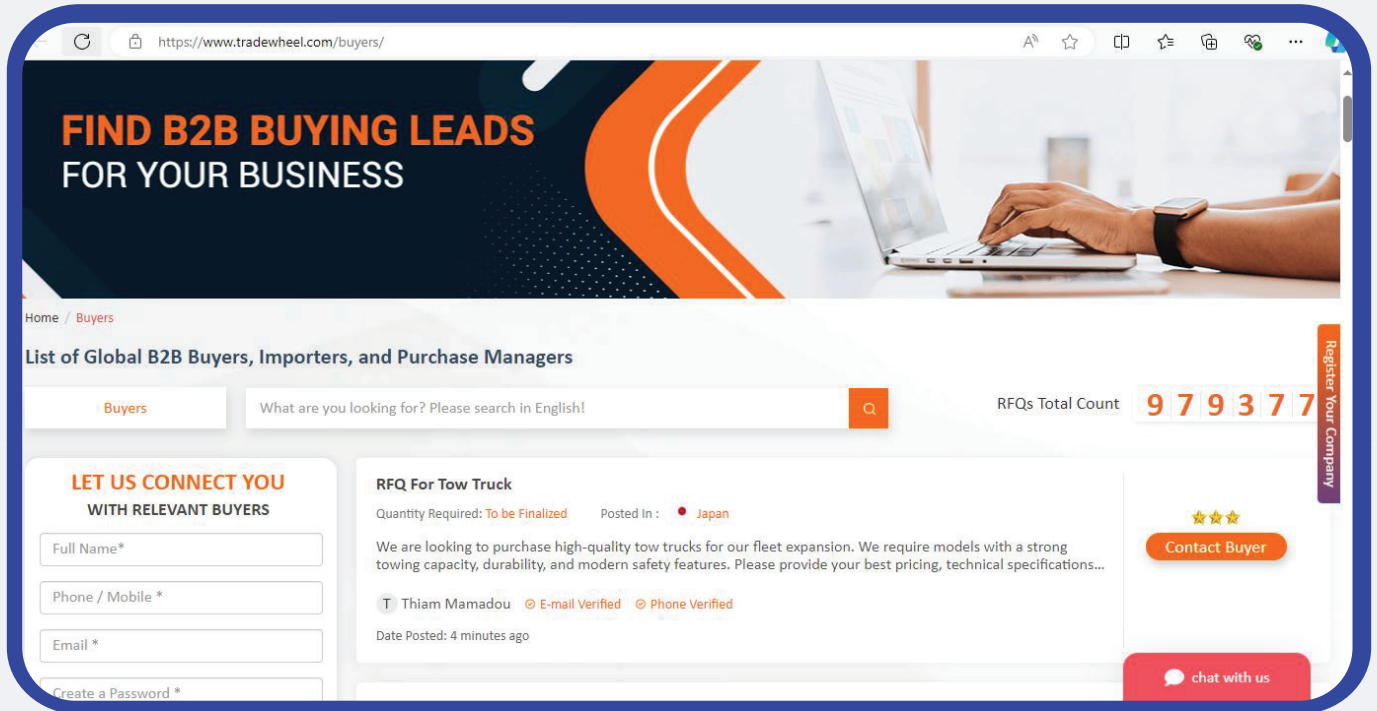 https://www.tradewheel.com/buyers/
FIND B2B BUYING LEADS
FOR YOUR BUSINESS
Home / Buyers
List of Global B2B Buyers, Importers, and Purchase Managers
Buyers
What are you looking for? Please search in English!
RFQs Total Count
979377
Register Your Company
LET US CONNECT YOU
WITH RELEVANT BUYERS
Full Name*
Phone / Mobile *
Email *
Create a Password *
RFQ For Tow Truck
Quantity Required: To be Finalized Posted In : Japan
We are looking to purchase high-quality tow trucks for our fleet expansion. We require models with a strong
towing capacity, durability, and modern safety features. Please provide your best pricing, technical specifications...
T Thiam Mamadou E-mail Verified Phone Verified
Date Posted: 4 minutes ago
Contact Buyer
chat with us